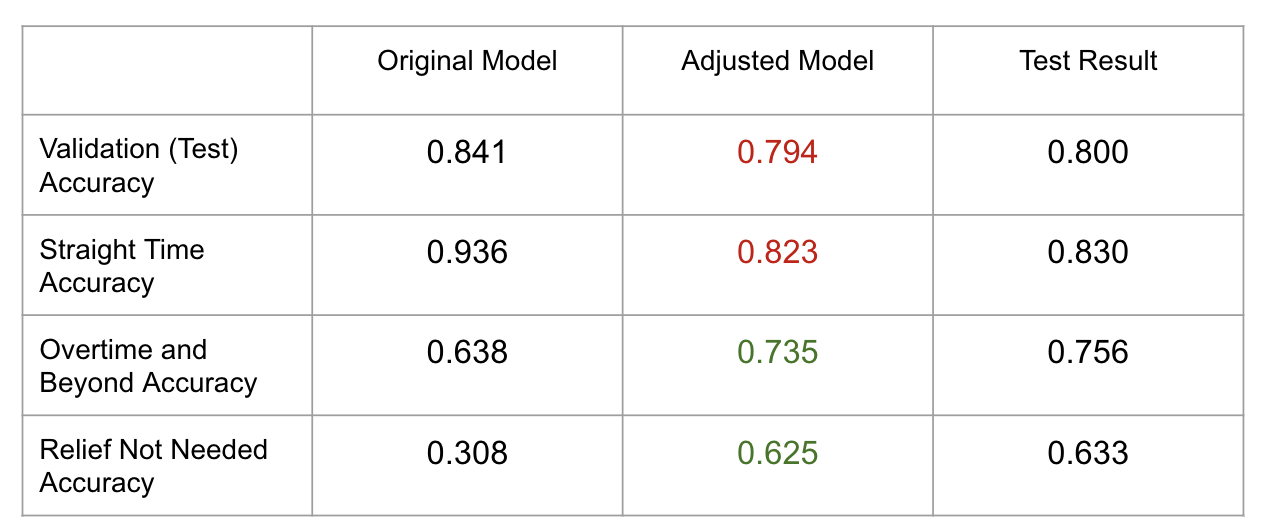 Original Model Adjusted Model Test Result
Validation (Test)
Accuracy
0.841 0.794 0.800
Straight Time
Accuracy
0.936 0.823 0.830
Overtime and
Beyond Accuracy
0.638 0.735 0.756
Relief Not Needed
Accuracy
0.308 0.625 0.633